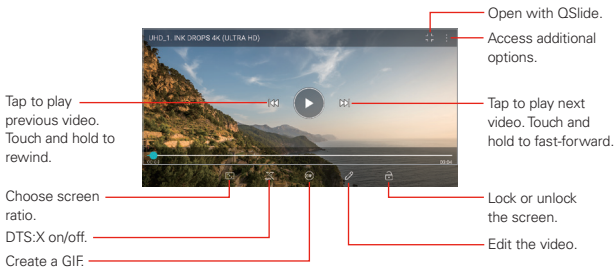 Open with QSlide.
UHD_1. INK DROPS 4K (ULTRA HD)
Access additional
options.
Tap to play
previous video.
Touch and hold to
rewind.
Tap to play next
video. Touch and
hold to fast-forward.
Choose screen
ratio.
Lock or unlock
the screen.
DTS:X on/off.
Edit the video.
Create a GIF.